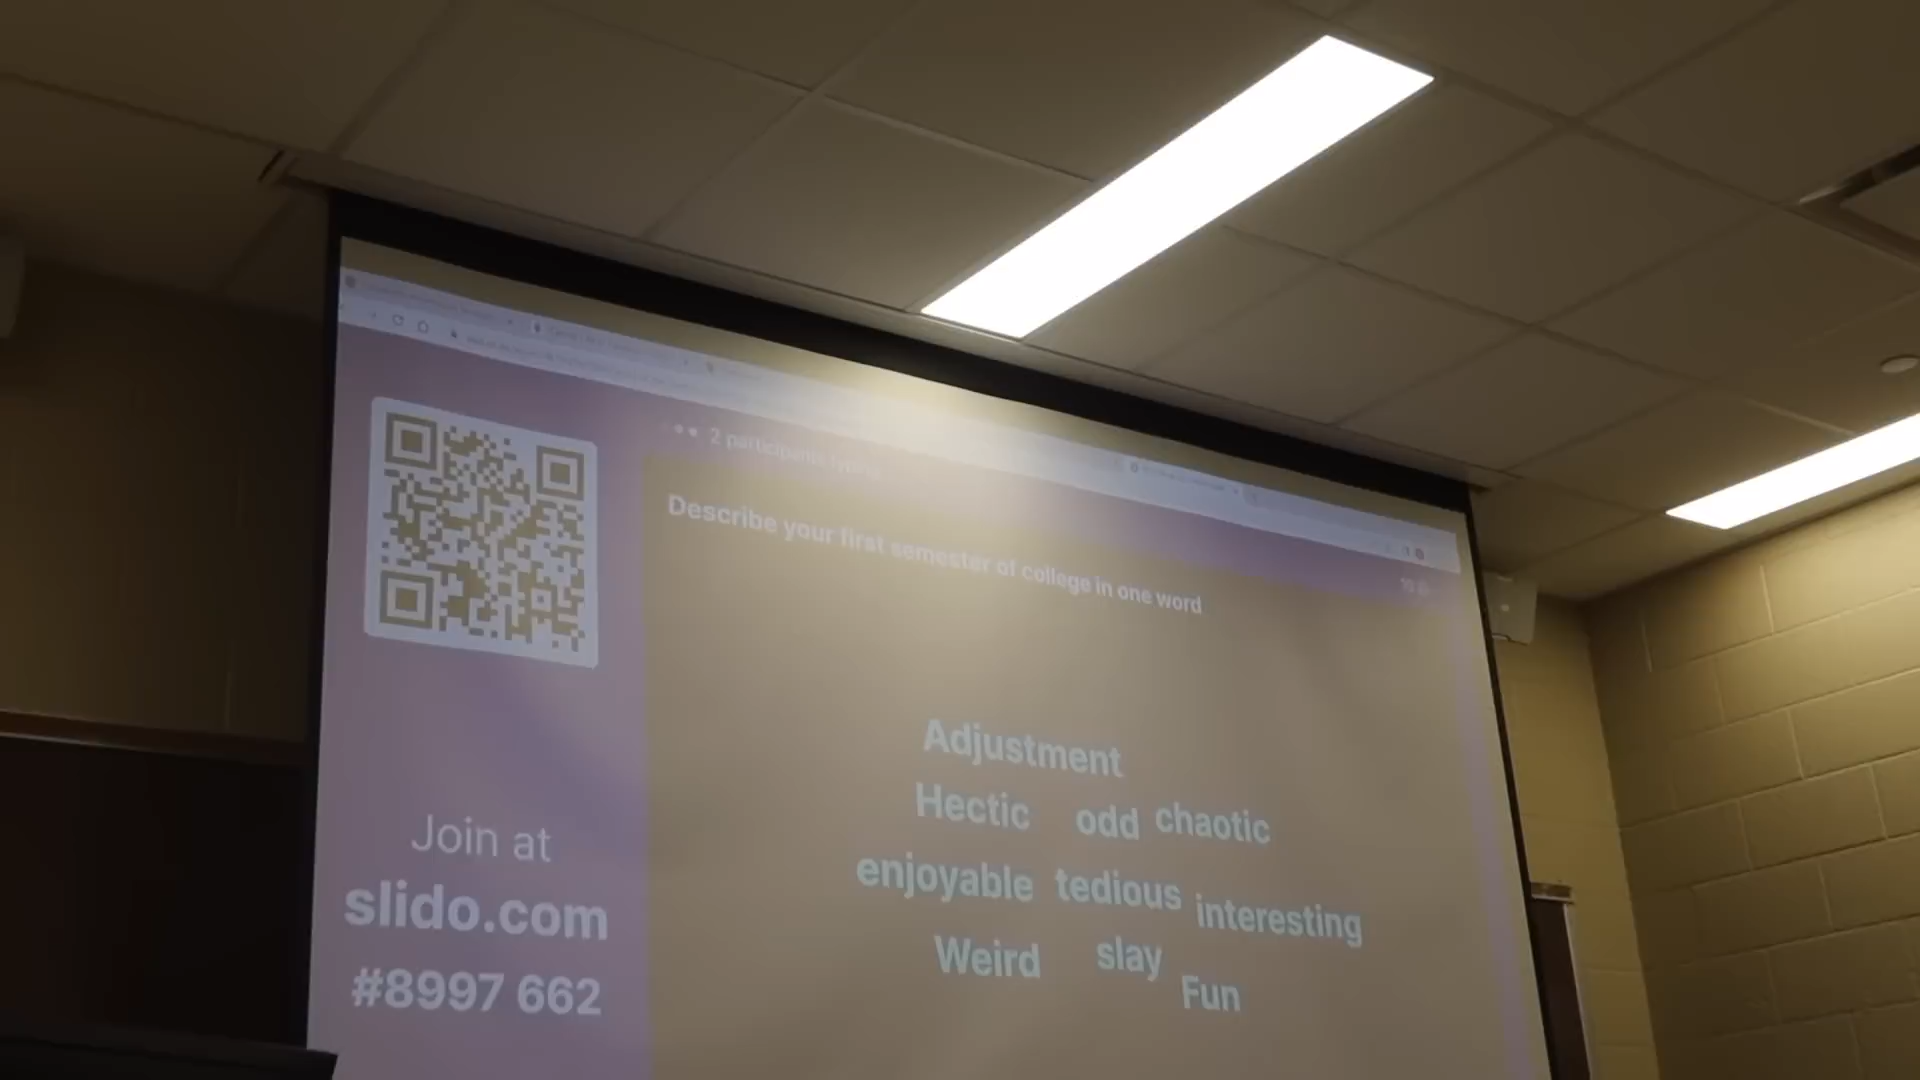 2 participants typing
Describe your first semester of college in one word
Adjustment
Hectic odd chaotic
enjoyable tedious interesting
Weird slay
Fun
Join at
slido.com
#8997 662